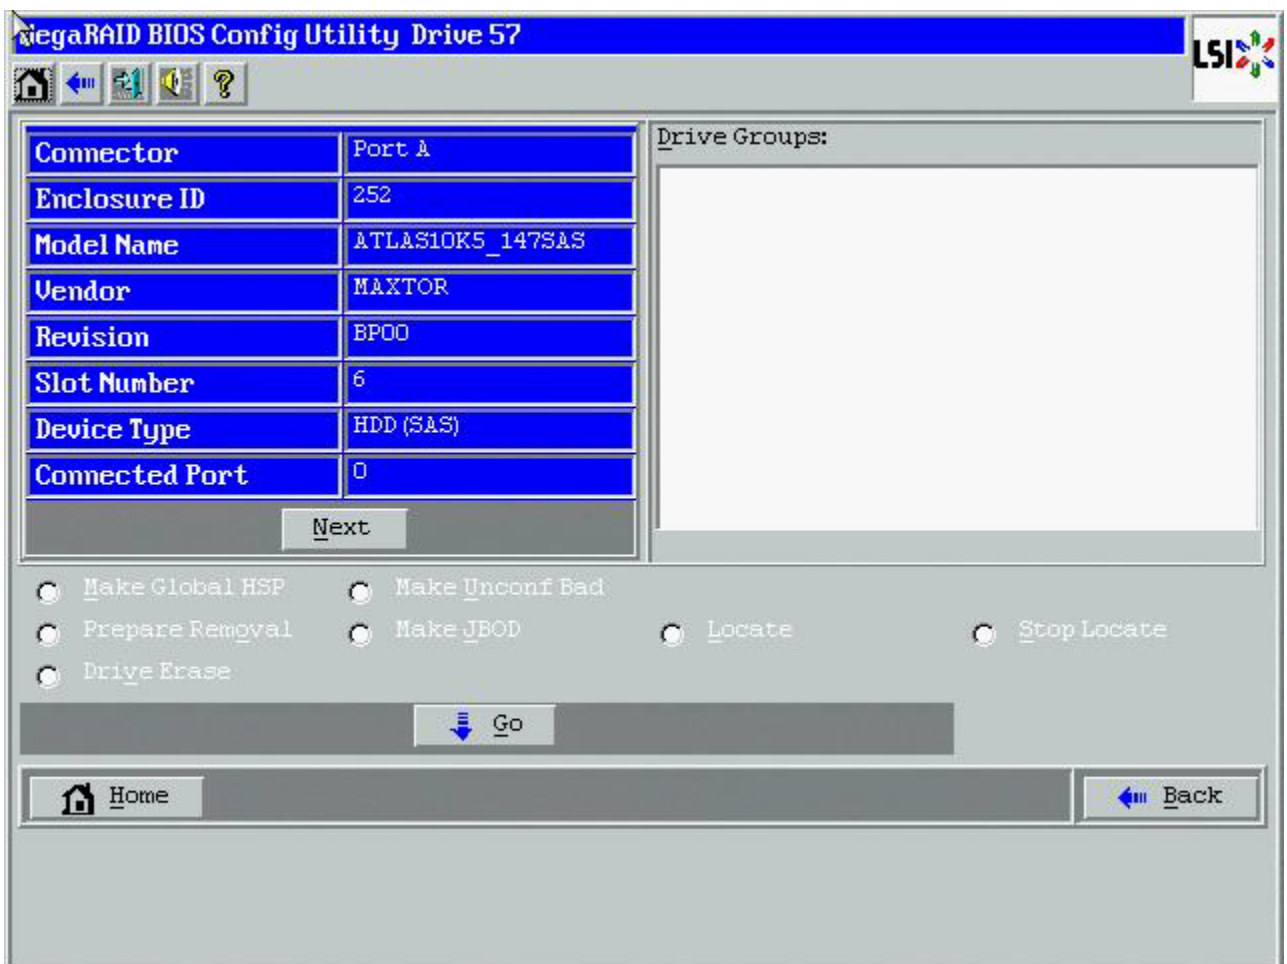 MegaRAID BIOS Config Utility Drive 57
LSI
Connector Port A
Enclosure ID 252
Model Name ATLAS10K5_147SAS
Vendor MAXTOR
Revision BP00
Slot Number 6
Device Type HDD (SAS)
Connected Port 0
Next
Drive Groups:
Make Global HSP Make Unconf Bad
Prepare Removal Make JBOD Locate Stop Locate
Drive Erase
Go
Home Back